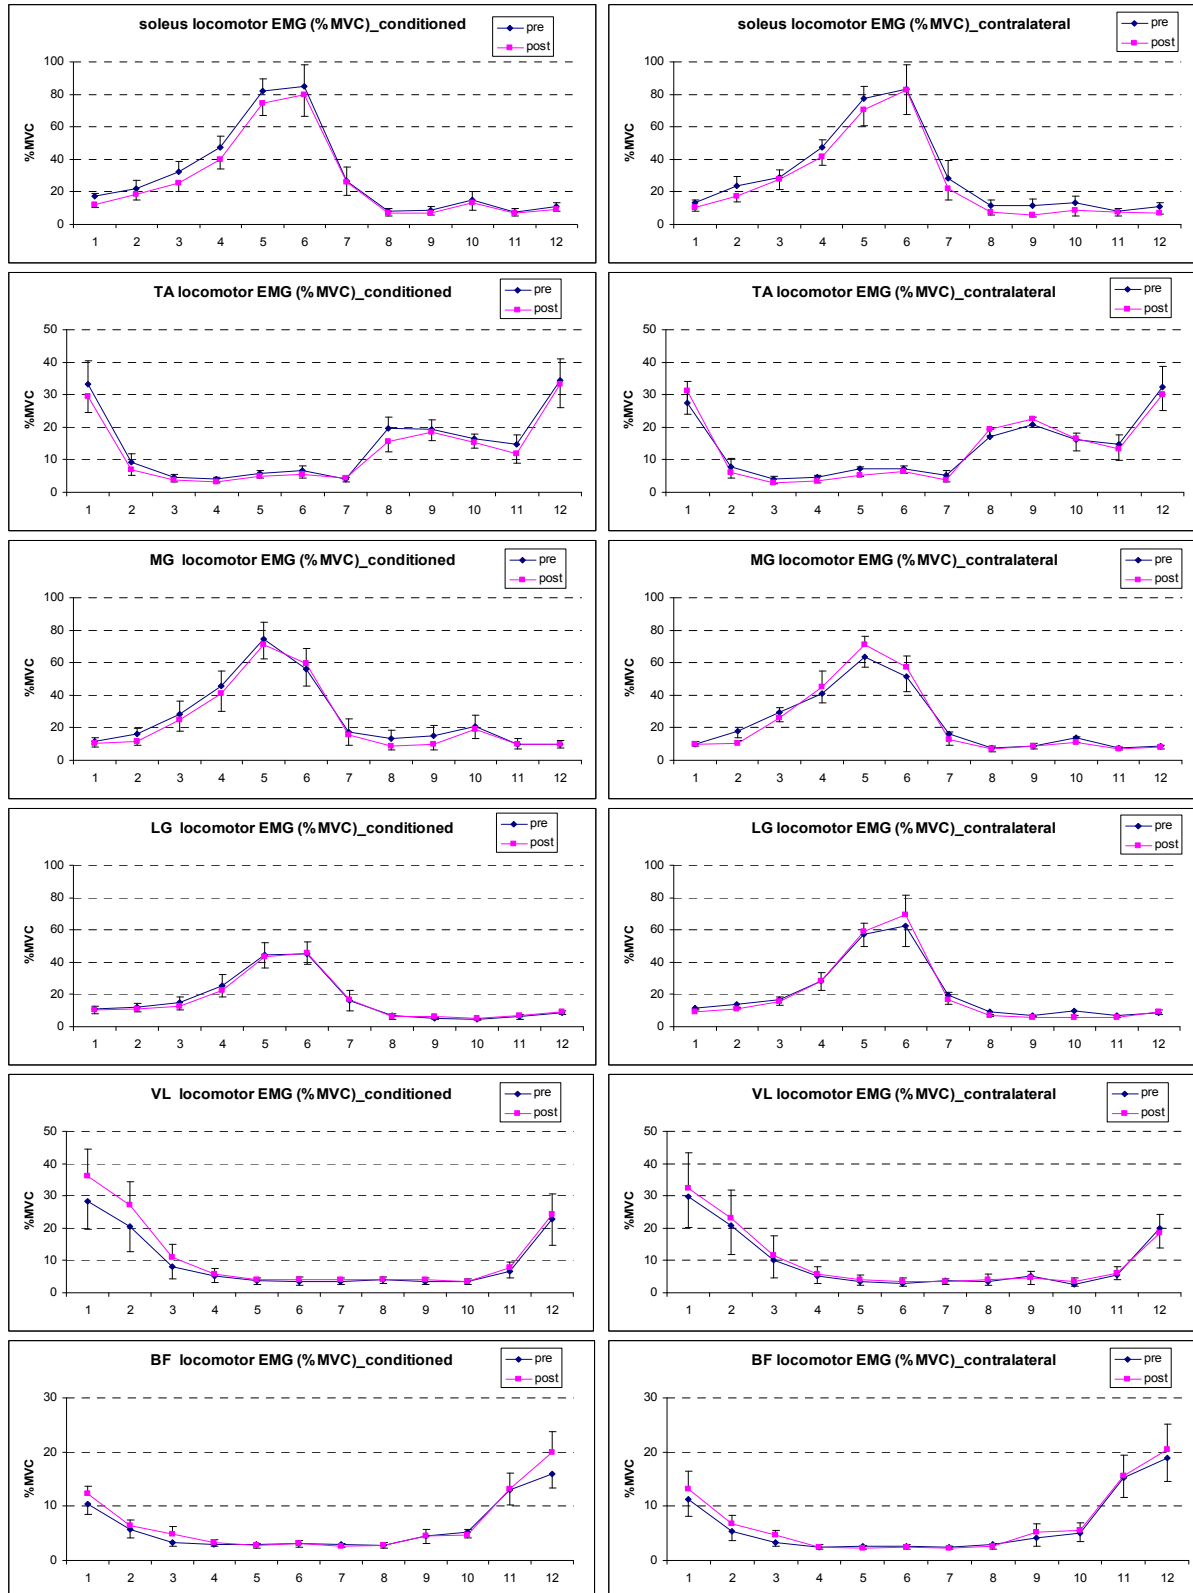 soleus locomotor EMG (%MVC)_conditioned
pre
post
%MVC
100
80
60
40
20
0
1 2 3 4 5 6 7 8 9 10 11 12
soleus locomotor EMG (%MVC)_contralateral
pre
post
%MVC
100
80
60
40
20
0
1 2 3 4 5 6 7 8 9 10 11 12
TA locomotor EMG (%MVC)_conditioned
pre
post
%MVC
50
40
30
20
10
0
1 2 3 4 5 6 7 8 9 10 11 12
TA locomotor EMG (%MVC)_contralateral
pre
post
%MVC
50
40
30
20
10
0
1 2 3 4 5 6 7 8 9 10 11 12
MG locomotor EMG (%MVC)_conditioned
pre
post
%MVC
100
80
60
40
20
0
1 2 3 4 5 6 7 8 9 10 11 12
MG locomotor EMG (%MVC)_contralateral
pre
post
%MVC
100
80
60
40
20
0
1 2 3 4 5 6 7 8 9 10 11 12
LG locomotor EMG (%MVC)_conditioned
pre
post
%MVC
100
80
60
40
20
0
1 2 3 4 5 6 7 8 9 10 11 12
LG locomotor EMG (%MVC)_contralateral
pre
post
%MVC
100
80
60
40
20
0
1 2 3 4 5 6 7 8 9 10 11 12
VL locomotor EMG (%MVC)_conditioned
pre
post
%MVC
50
40
30
20
10
0
1 2 3 4 5 6 7 8 9 10 11 12
VL locomotor EMG (%MVC)_contralateral
pre
post
%MVC
50
40
30
20
10
0
1 2 3 4 5 6 7 8 9 10 11 12
BF locomotor EMG (%MVC)_conditioned
pre
post
%MVC
30
20
10
0
1 2 3 4 5 6 7 8 9 10 11 12
BF locomotor EMG (%MVC)_contralateral
pre
post
%MVC
30
20
10
0
1 2 3 4 5 6 7 8 9 10 11 12